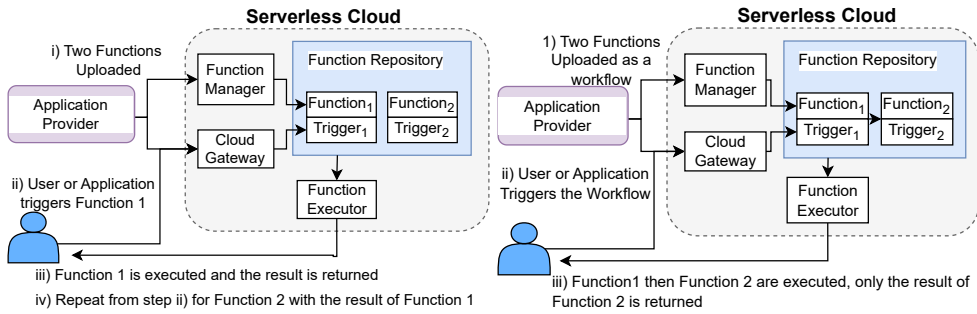 Serverless Cloud
i) Two Functions
Uploaded
Function
Manager
Function Repository
Application
Provider
Function1
Function2
Trigger1
Trigger2
Cloud
Gateway
ii) User or Application
triggers Function 1
Function
Executor
iii) Function 1 is executed and the result is returned
iv) Repeat from step ii) for Function 2 with the result of Function 1
Serverless Cloud
1) Two Functions
Uploaded as a
workflow
Function
Manager
Function Repository
Application
Provider
Function1
Function2
Trigger1
Trigger2
Cloud
Gateway
ii) User or Application
Triggers the Workflow
Function
Executor
iii) Function1 then Function 2 are executed, only the result of
Function 2 is returned